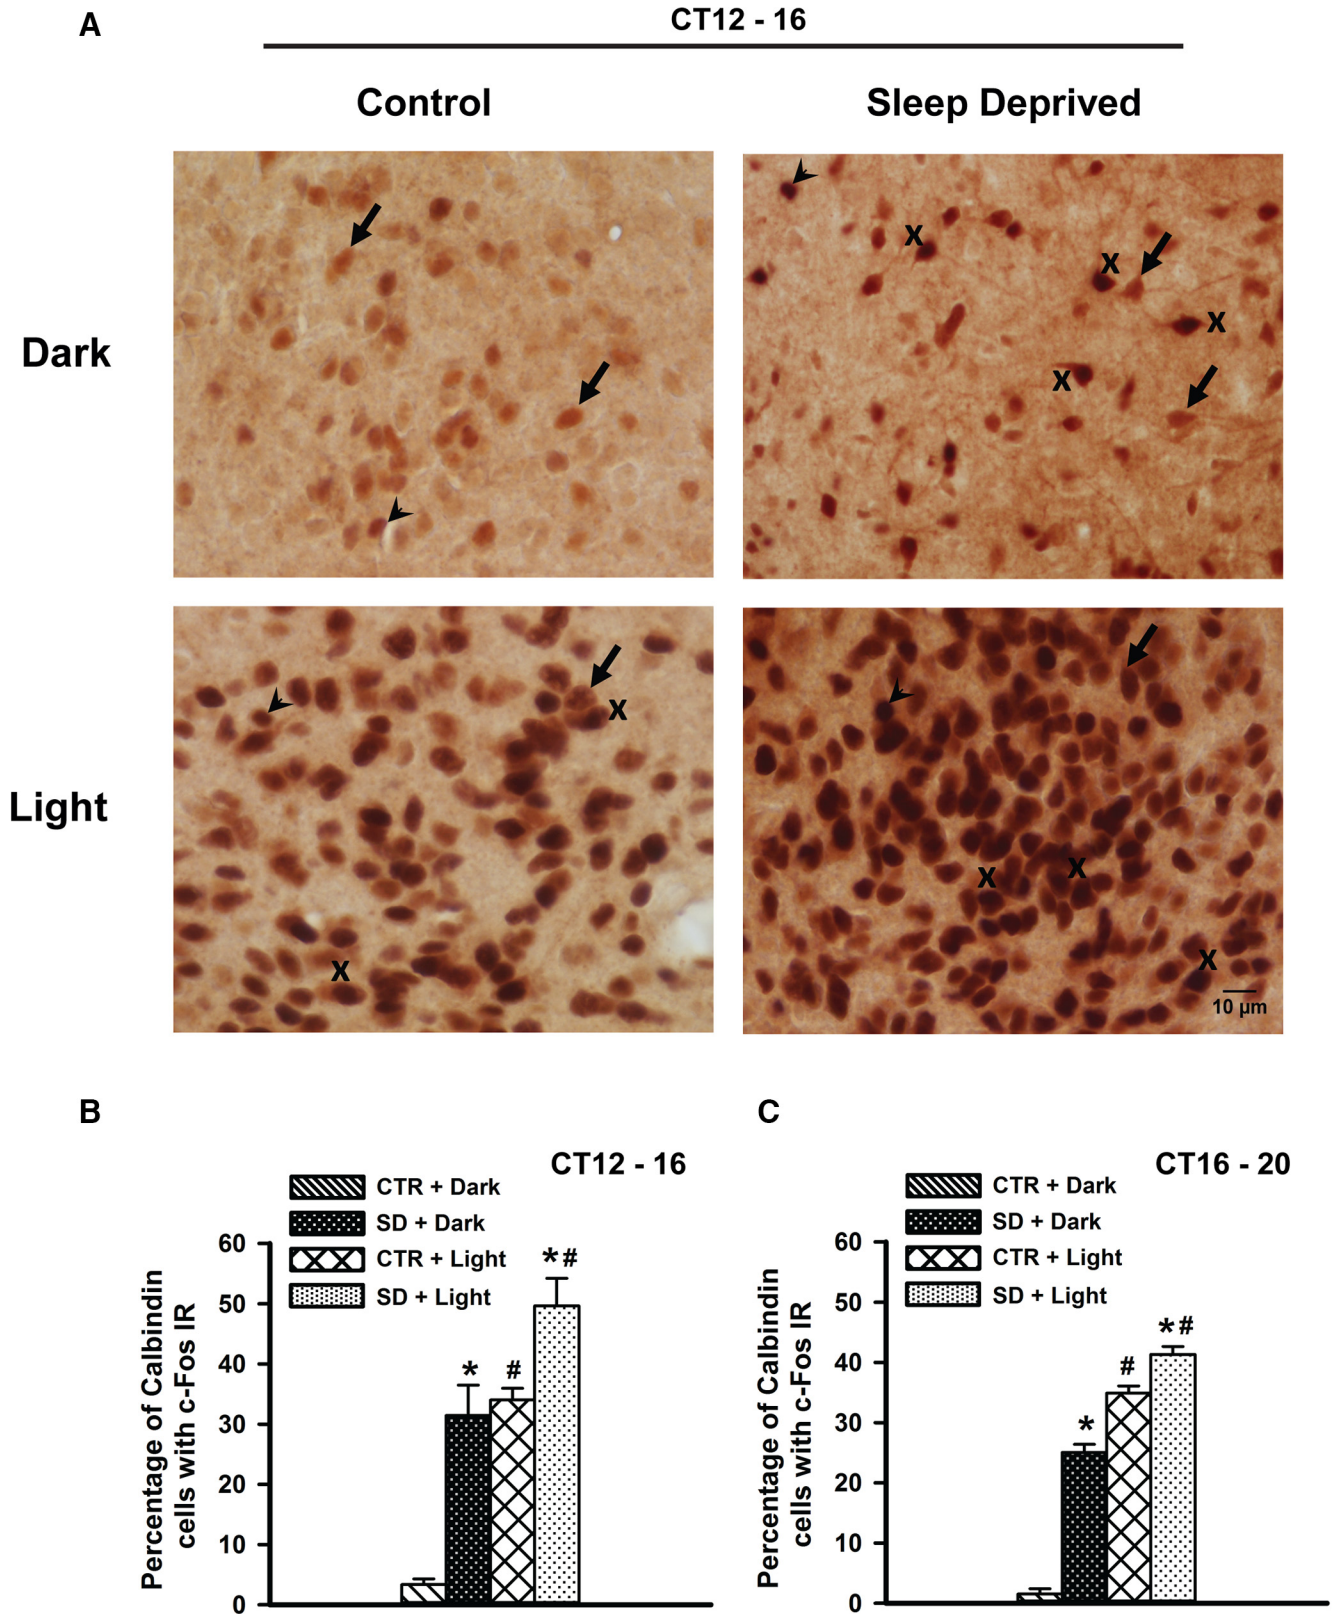 A
CT12 - 16
Control
Sleep Deprived
Dark
X
X
X
X
Light
X
X
X
X
X
10 µm
B
CT12 - 16
CTR + Dark
SD + Dark
CTR + Light
SD + Light
Percentage of Calbindin
cells with c-Fos IR
60
50
40
30
20
10
0
*
#
*#
C
CT16 - 20
CTR + Dark
SD + Dark
CTR + Light
SD + Light
Percentage of Calbindin
cells with c-Fos IR
60
50
40
30
20
10
0
*
#
*#